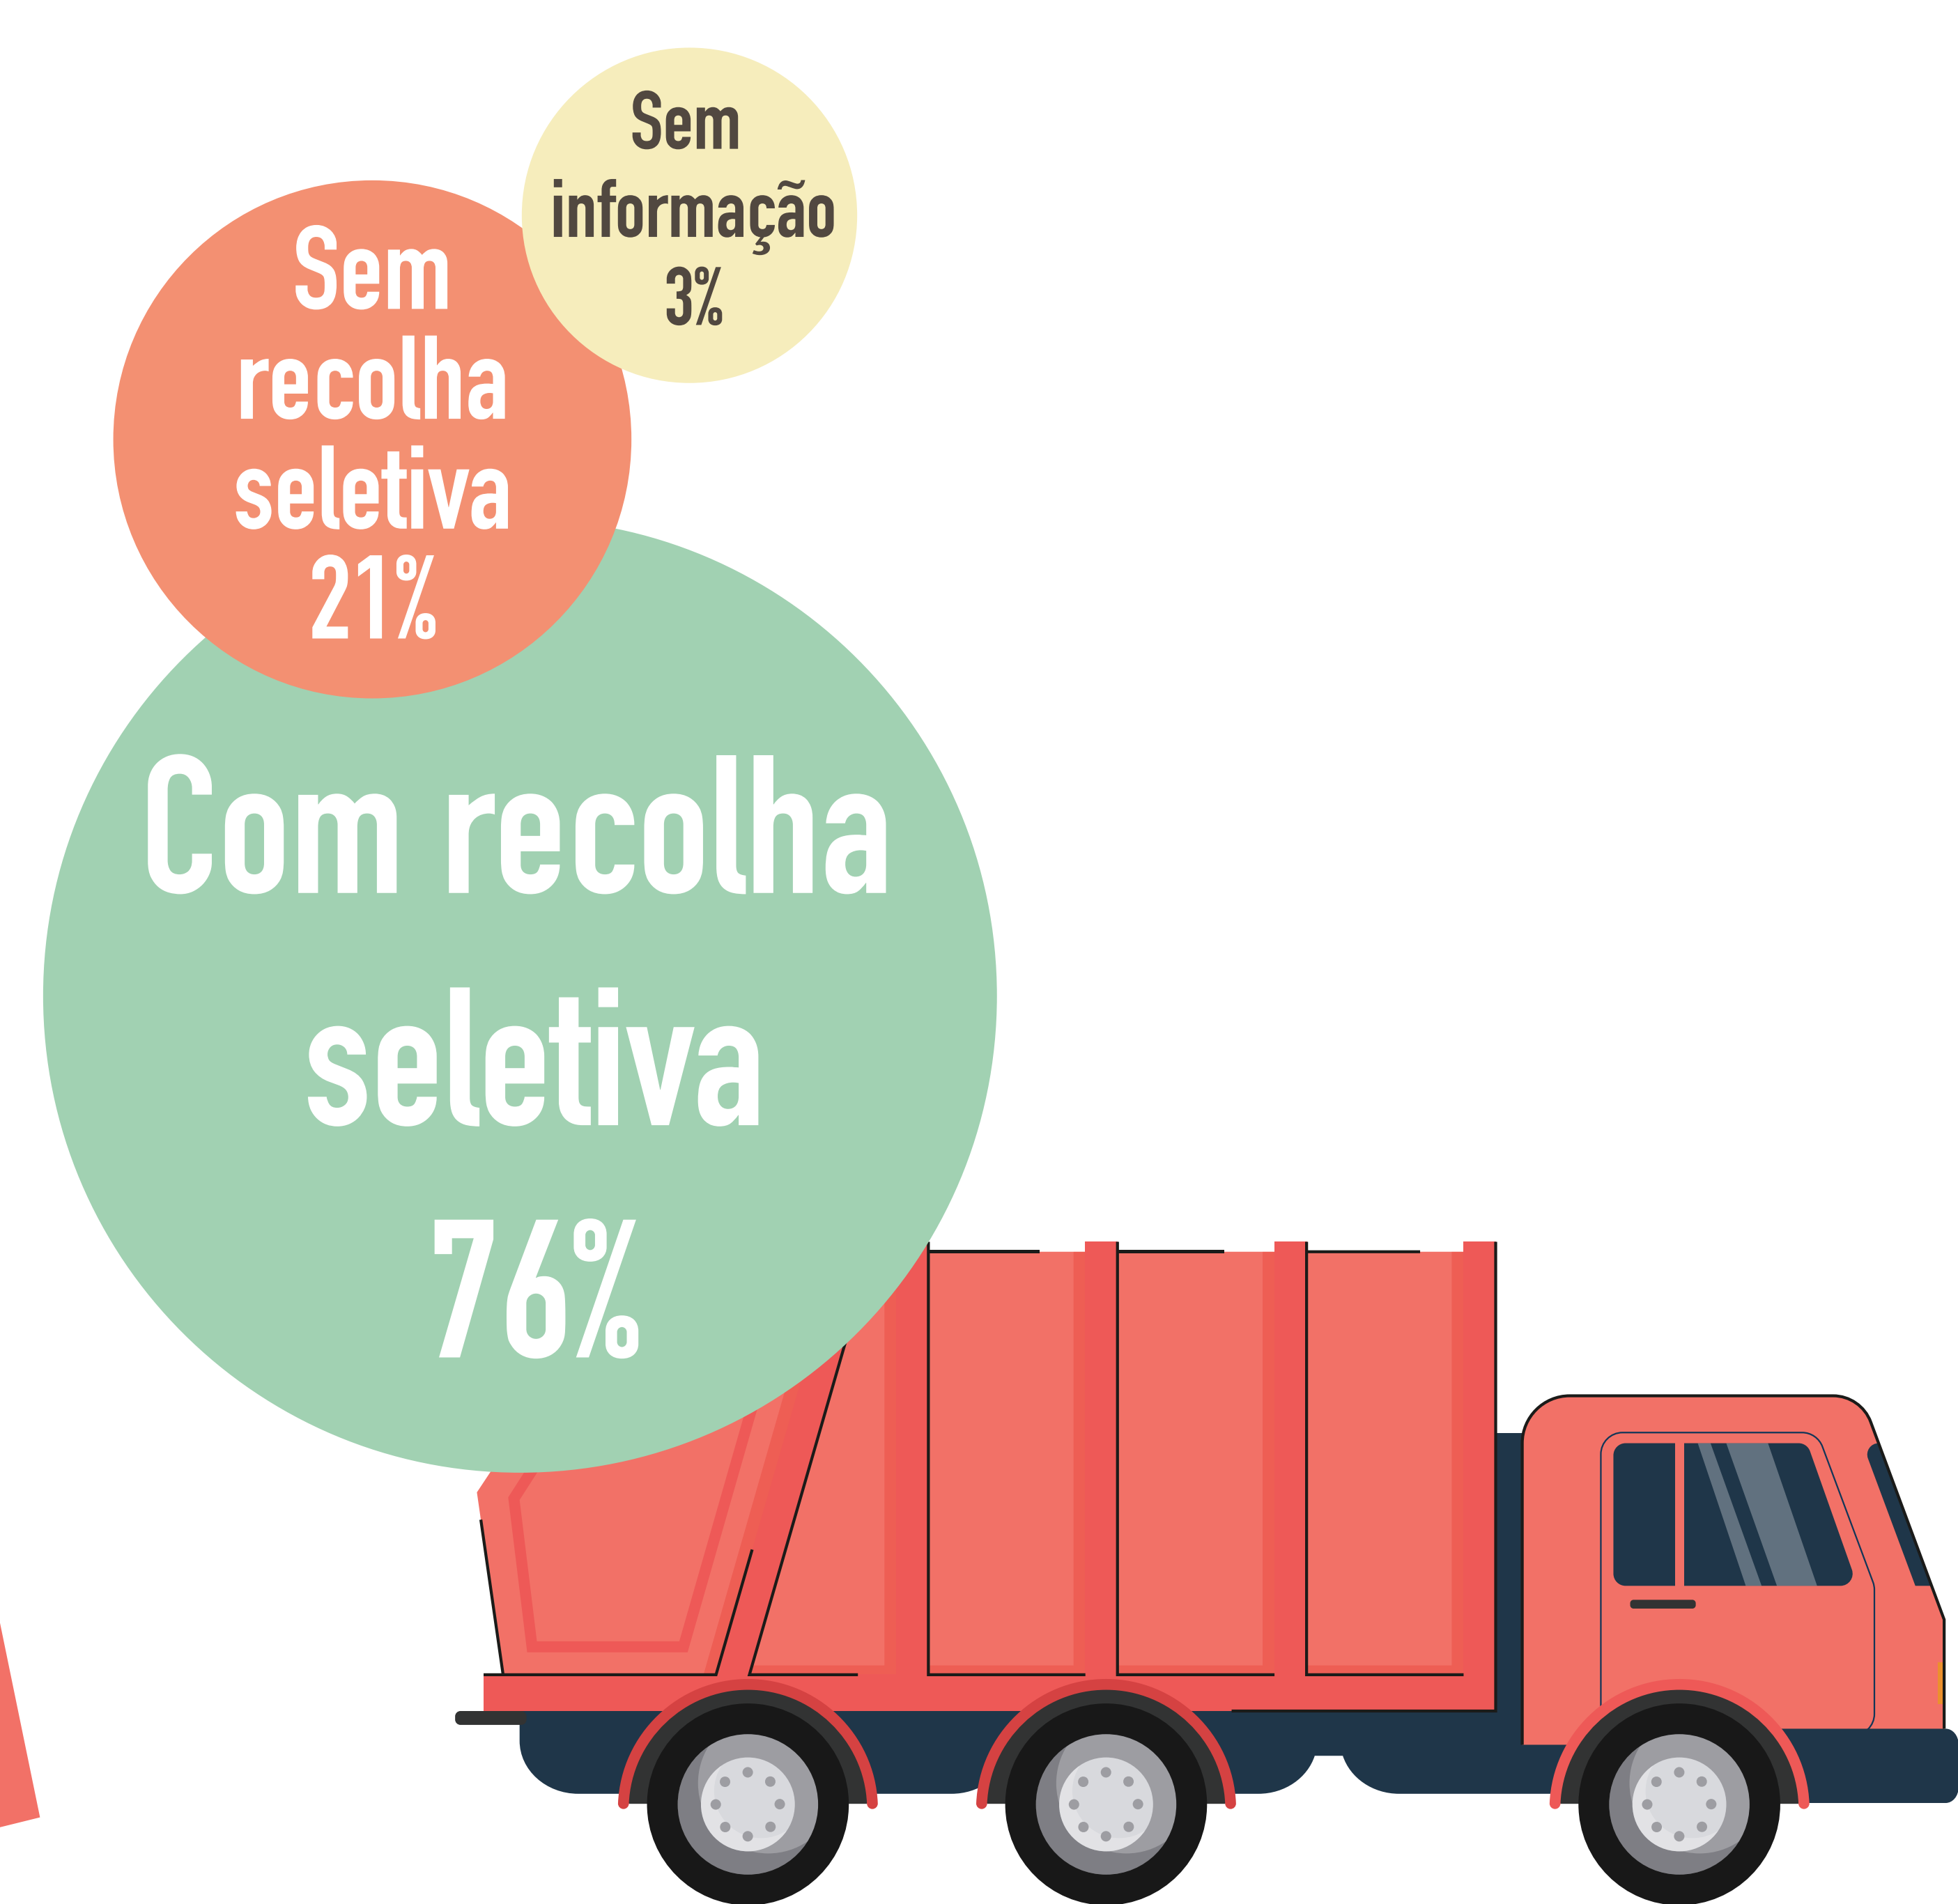 Sem
informação
3%
Sem
recolha
seletiva
21%
Com recolha
seletiva
76%